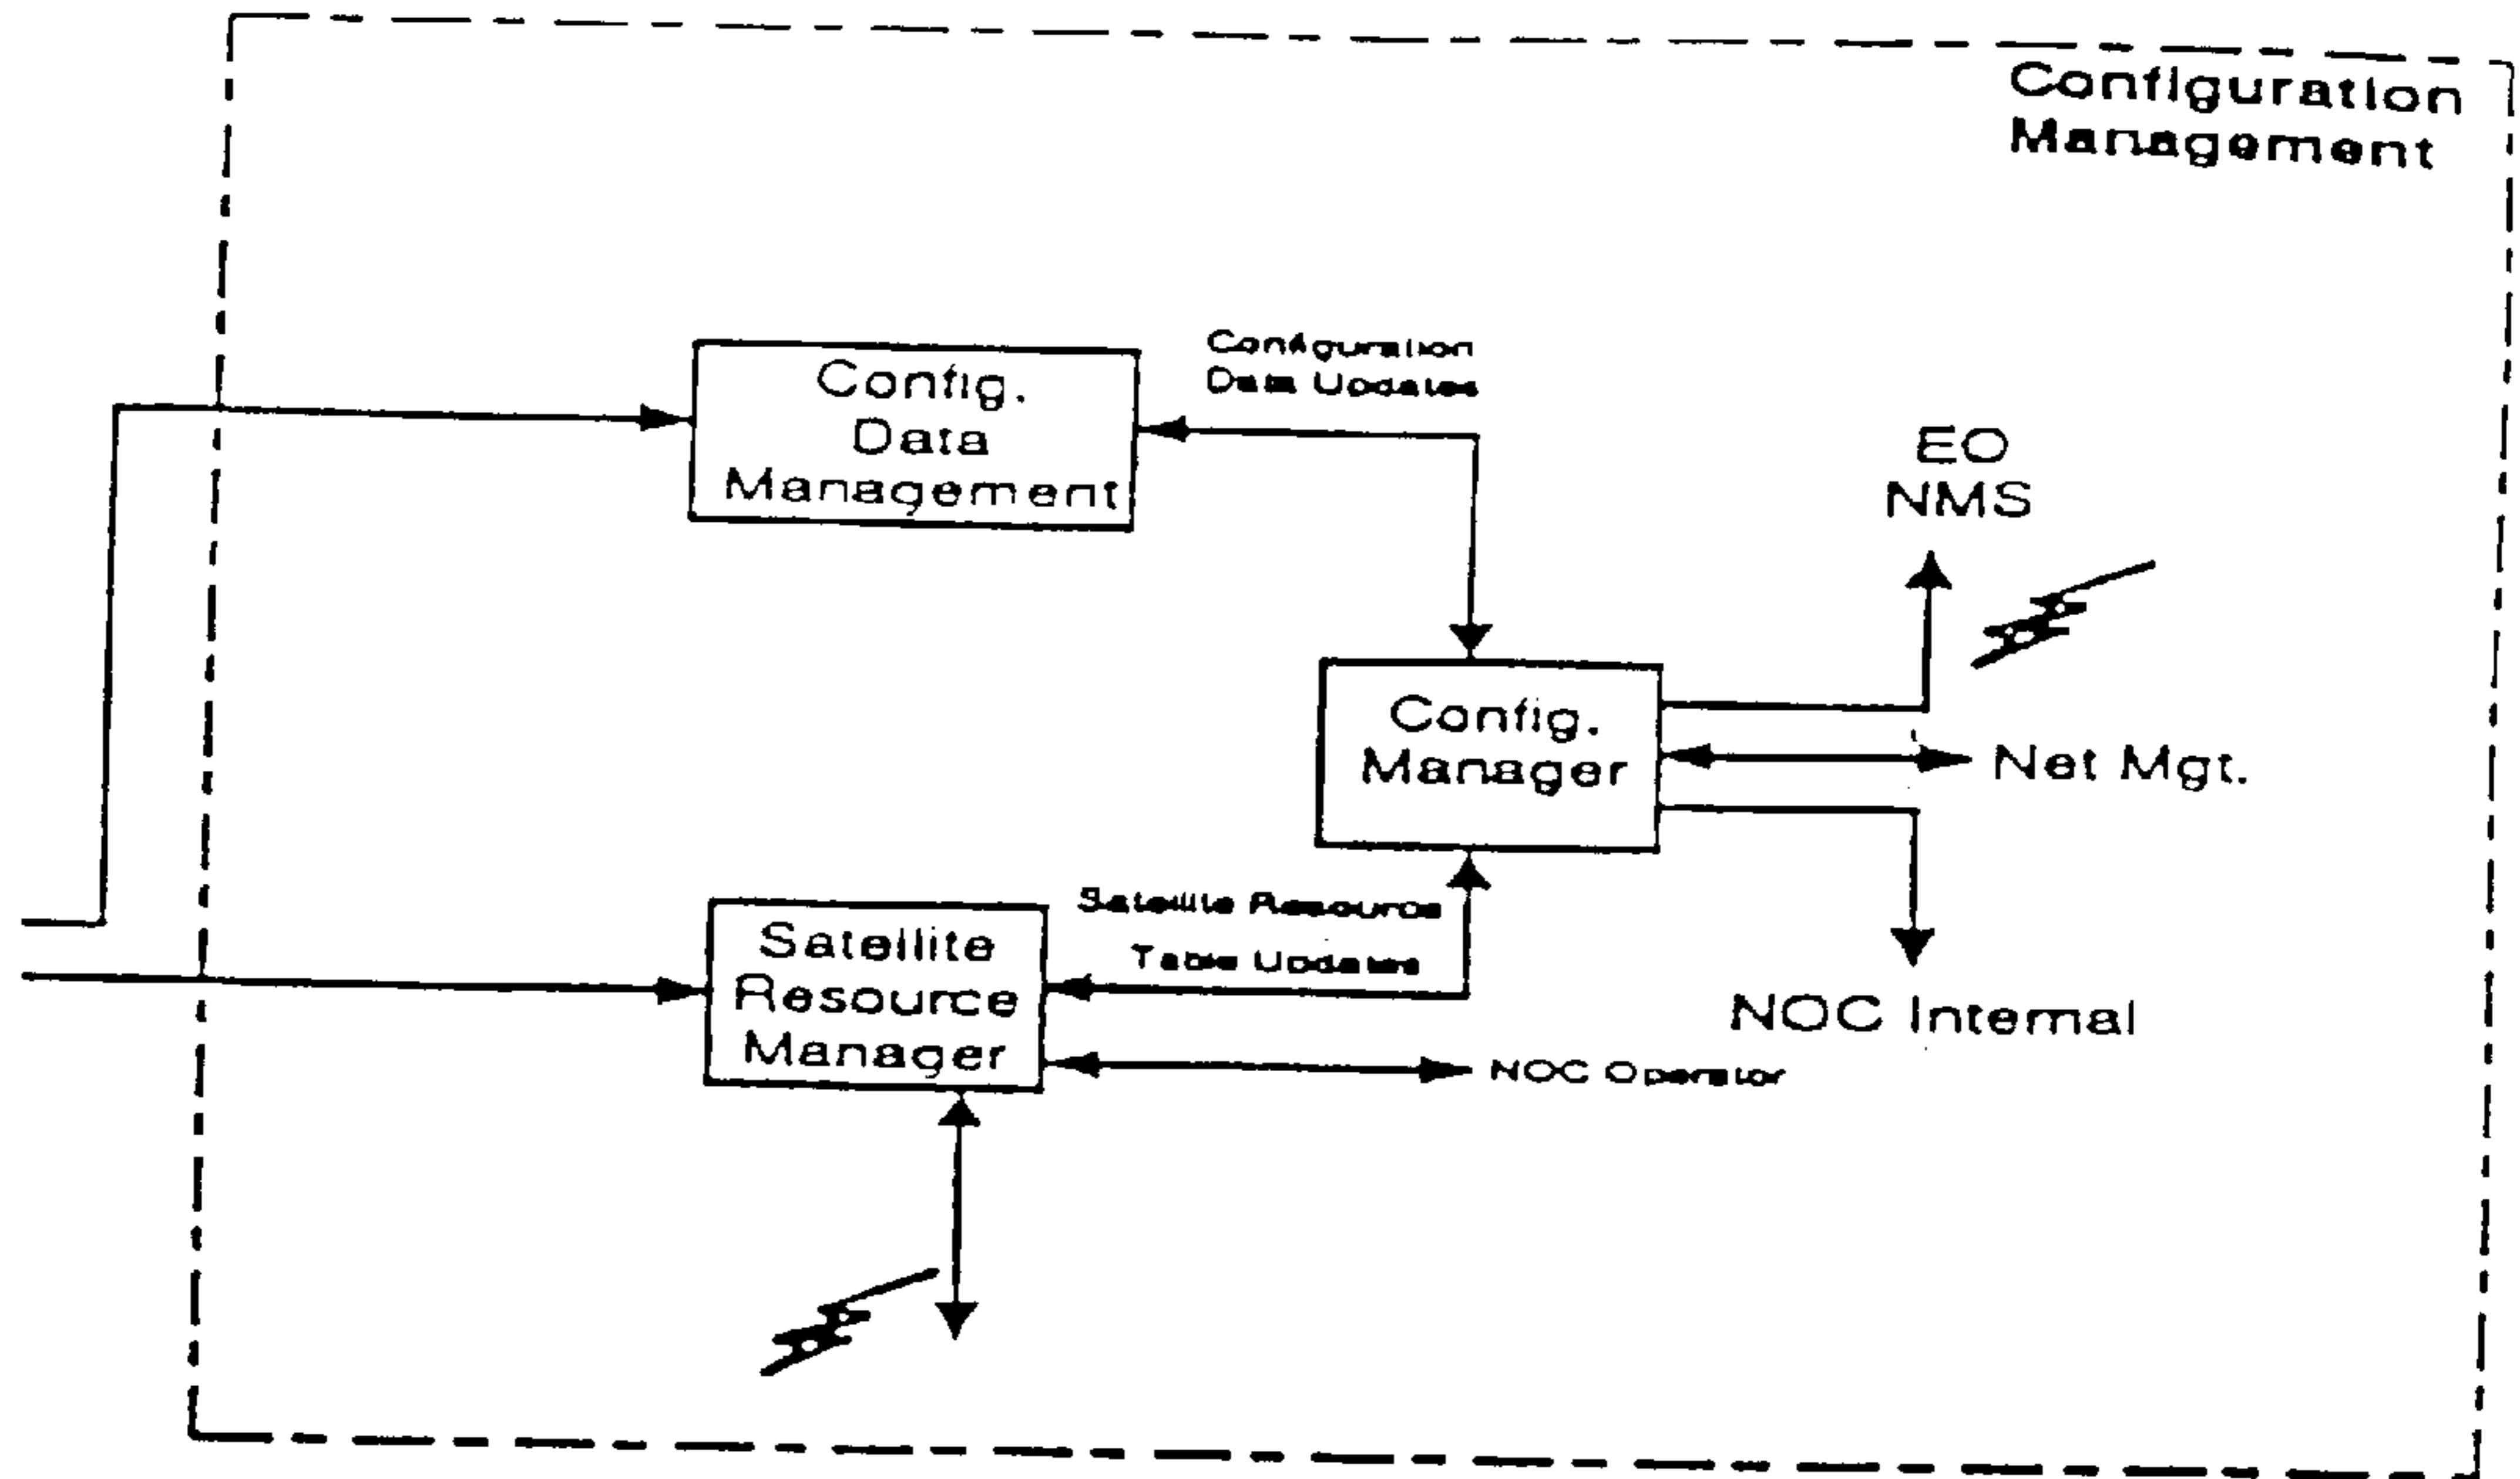 Configuration
Management
Config.
Data
Management
Configuration
Data Updates
EO
NMS
Config.
Manager
Net Mgt.
Satellite
Resource
Manager
Satellite Resource
Table Updates
NOC Internal
NOC Operator